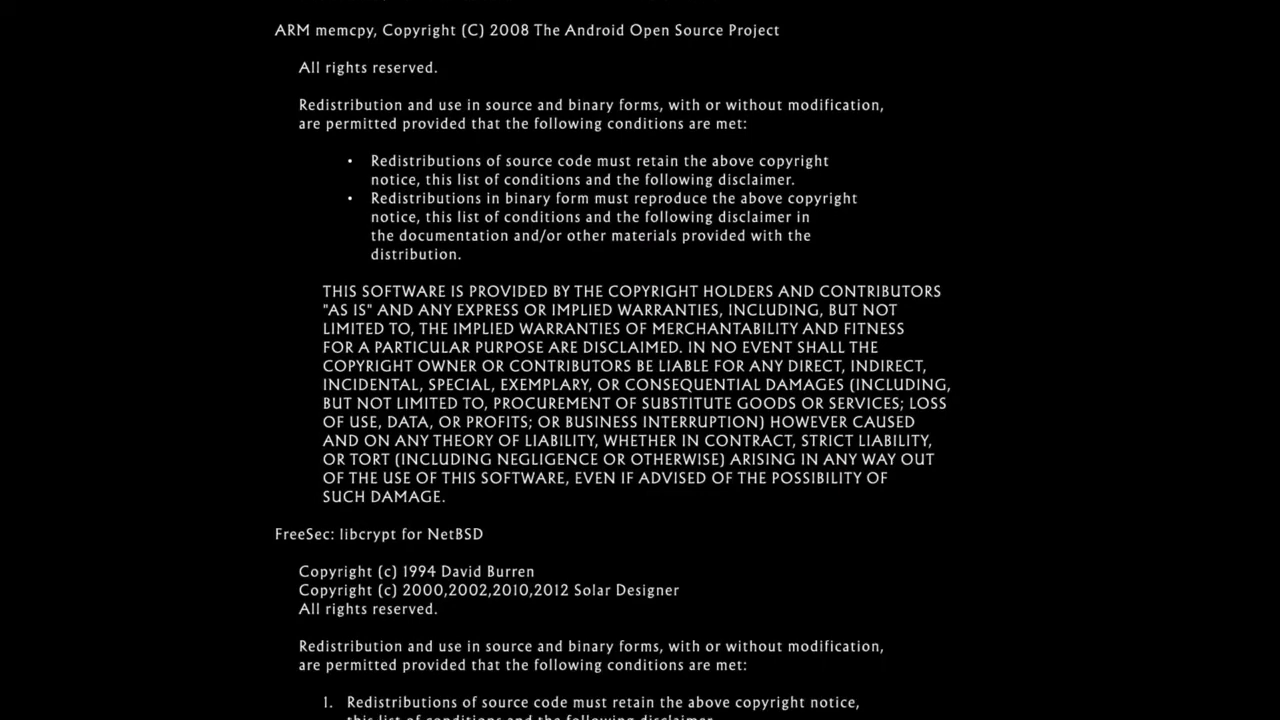 ARM memcpy, Copyright (C) 2008 The Android Open Source Project
All rights reserved.
Redistribution and use in source and binary forms, with or without modification,
are permitted provided that the following conditions are met:
• Redistributions of source code must retain the above copyright
notice, this list of conditions and the following disclaimer.
• Redistributions in binary form must reproduce the above copyright
notice, this list of conditions and the following disclaimer in
the documentation and/or other materials provided with the
distribution.
THIS SOFTWARE IS PROVIDED BY THE COPYRIGHT HOLDERS AND CONTRIBUTORS
"AS IS" AND ANY EXPRESS OR IMPLIED WARRANTIES, INCLUDING, BUT NOT
LIMITED TO, THE IMPLIED WARRANTIES OF MERCHANTABILITY AND FITNESS
FOR A PARTICULAR PURPOSE ARE DISCLAIMED. IN NO EVENT SHALL THE
COPYRIGHT OWNER OR CONTRIBUTORS BE LIABLE FOR ANY DIRECT, INDIRECT,
INCIDENTAL, SPECIAL, EXEMPLARY, OR CONSEQUENTIAL DAMAGES (INCLUDING,
BUT NOT LIMITED TO, PROCUREMENT OF SUBSTITUTE GOODS OR SERVICES; LOSS
OF USE, DATA, OR PROFITS; OR BUSINESS INTERRUPTION) HOWEVER CAUSED
AND ON ANY THEORY OF LIABILITY, WHETHER IN CONTRACT, STRICT LIABILITY,
OR TORT (INCLUDING NEGLIGENCE OR OTHERWISE) ARISING IN ANY WAY OUT
OF THE USE OF THIS SOFTWARE, EVEN IF ADVISED OF THE POSSIBILITY OF
SUCH DAMAGE.
FreeSec: libcrypt for NetBSD
Copyright (c) 1994 David Burren
Copyright (c) 2000,2002,2010,2012 Solar Designer
All rights reserved.
Redistribution and use in source and binary forms, with or without modification,
are permitted provided that the following conditions are met:
1. Redistributions of source code must retain the above copyright notice,
this list of conditions and the following disclaimer